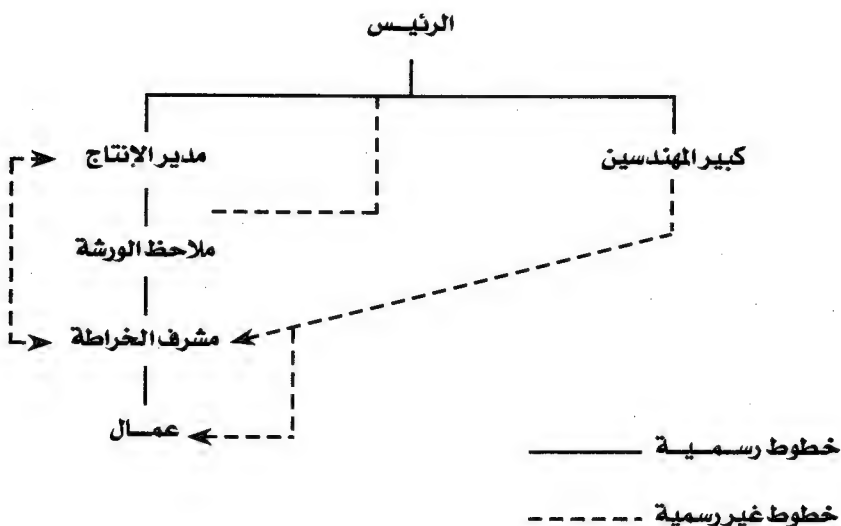 الرئيس
كبير المهندسين
مدير الإنتاج
ملاحظ الورشة
مشرف الخراطة
عمال
خطوط رسمية
خطوط غير رسمية